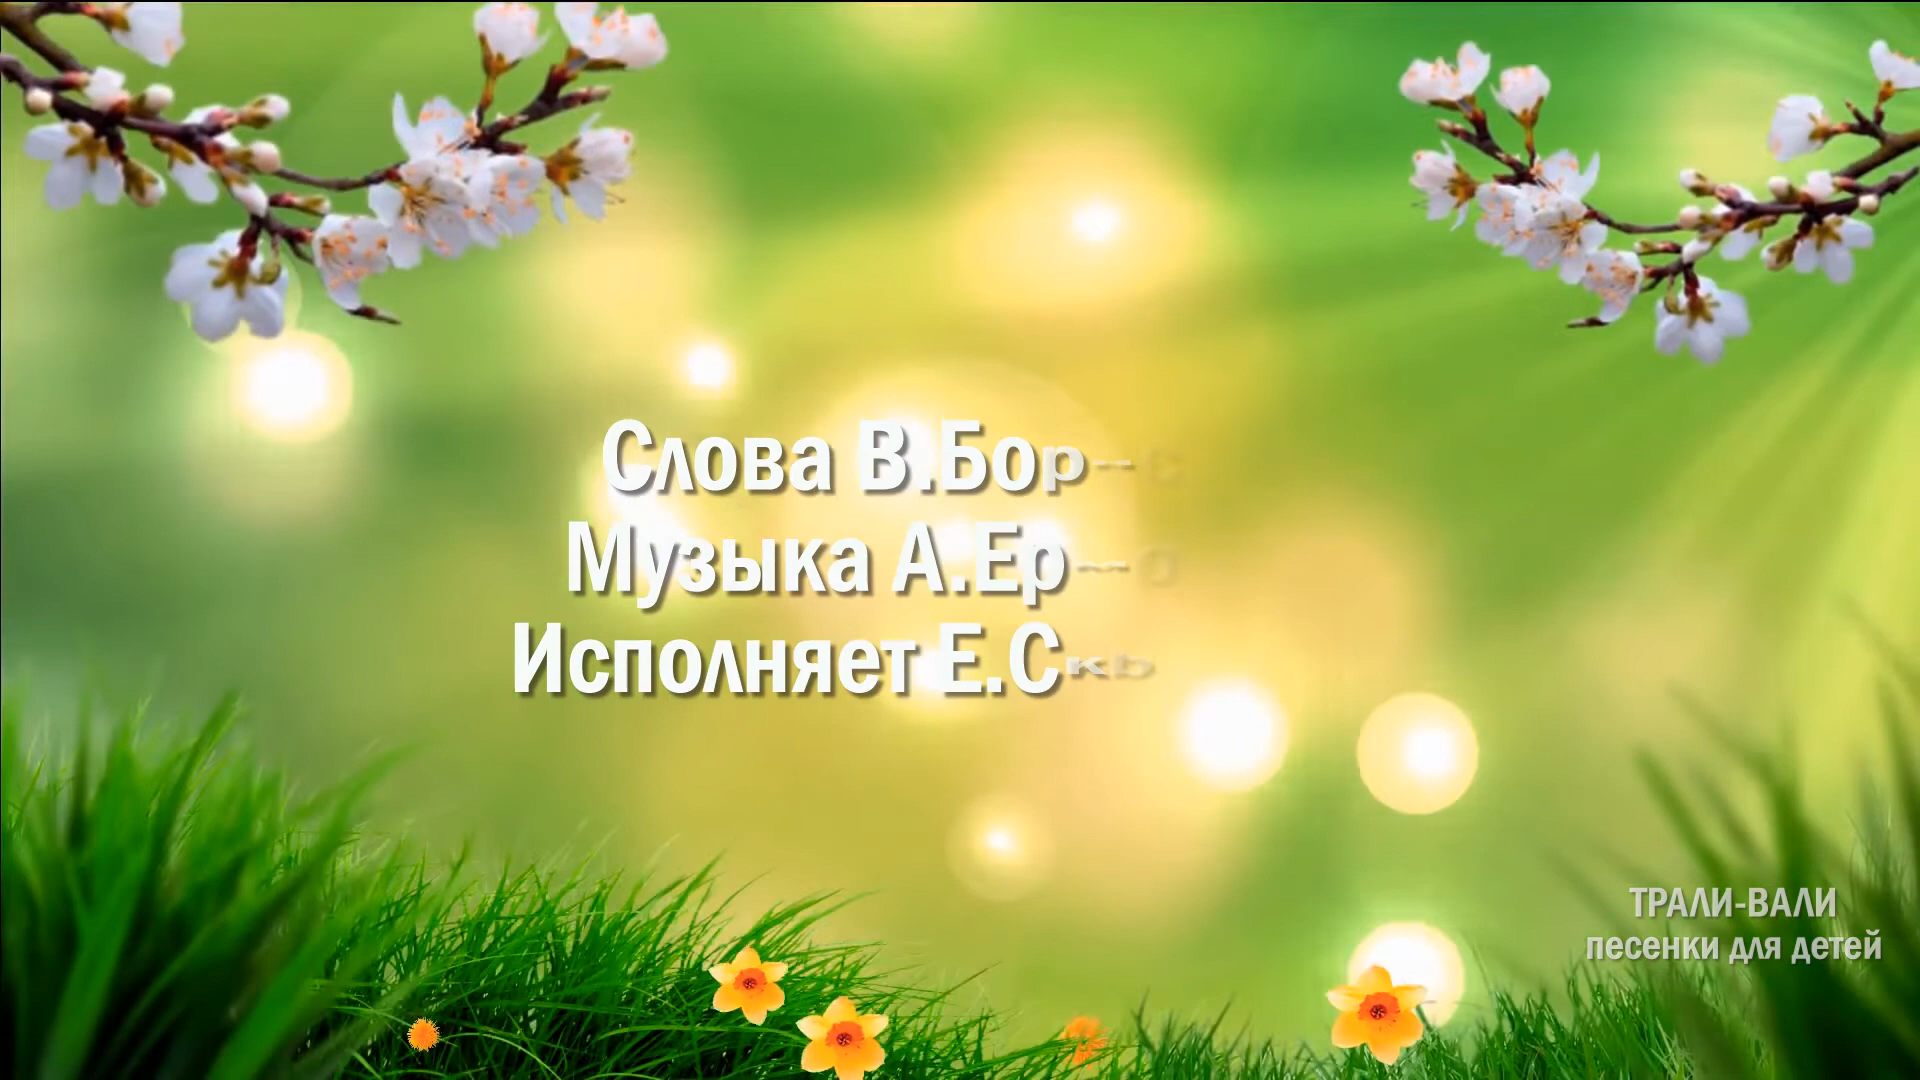 Слова В.Бор
Музыка А.Ер
Исполняет Е.С
ТРАЛИ-ВАЛИ
песенки для детей